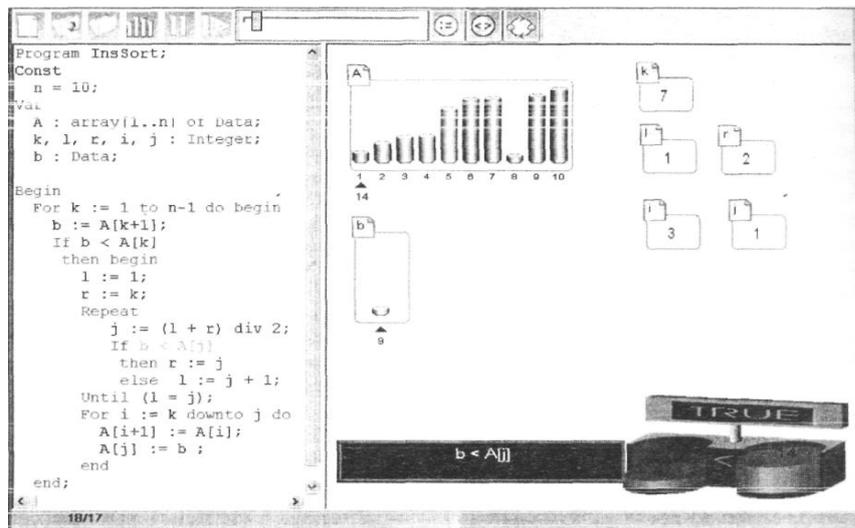 Program InsSort;
Const
n = 10;
Var
A : array[1..n] of Data;
k, l, r, i, j : Integer;
b : Data;
Begin
For k := 1 to n-1 do begin
b := A[k+1];
If b < A[k]
then begin
l := 1;
r := k;
Repeat
j := (l + r) div 2;
If b < A[j]
then r := j
else l := j + 1;
Until (l = j);
For i := k downto j do
A[i+1] := A[i];
A[j] := b ;
end
end;
18/17
:=
<>
A
1 2 3 4 5 6 7 8 9 10
14
b
9
k
7
l
1
r
2
i
3
j
1
b < A[j]
TRUE
<
14